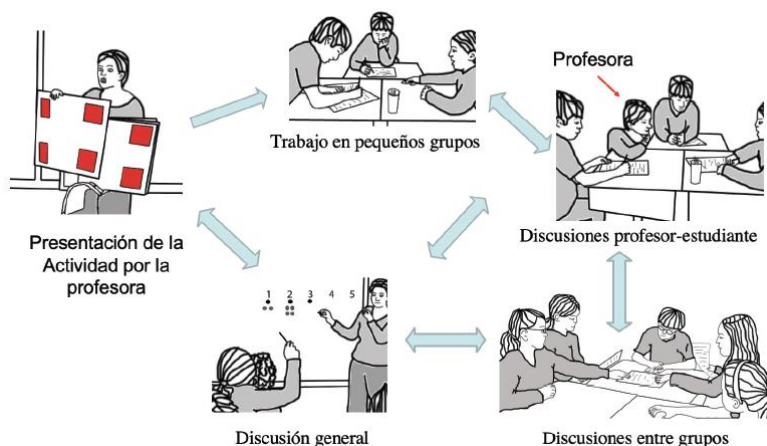 Profesora
Trabajo en pequeños grupos
Presentación de la
Actividad por la
profesora
Discusiones profesor-estudiante
1 2 3 4 5
Discusión general
Discusiones entre grupos